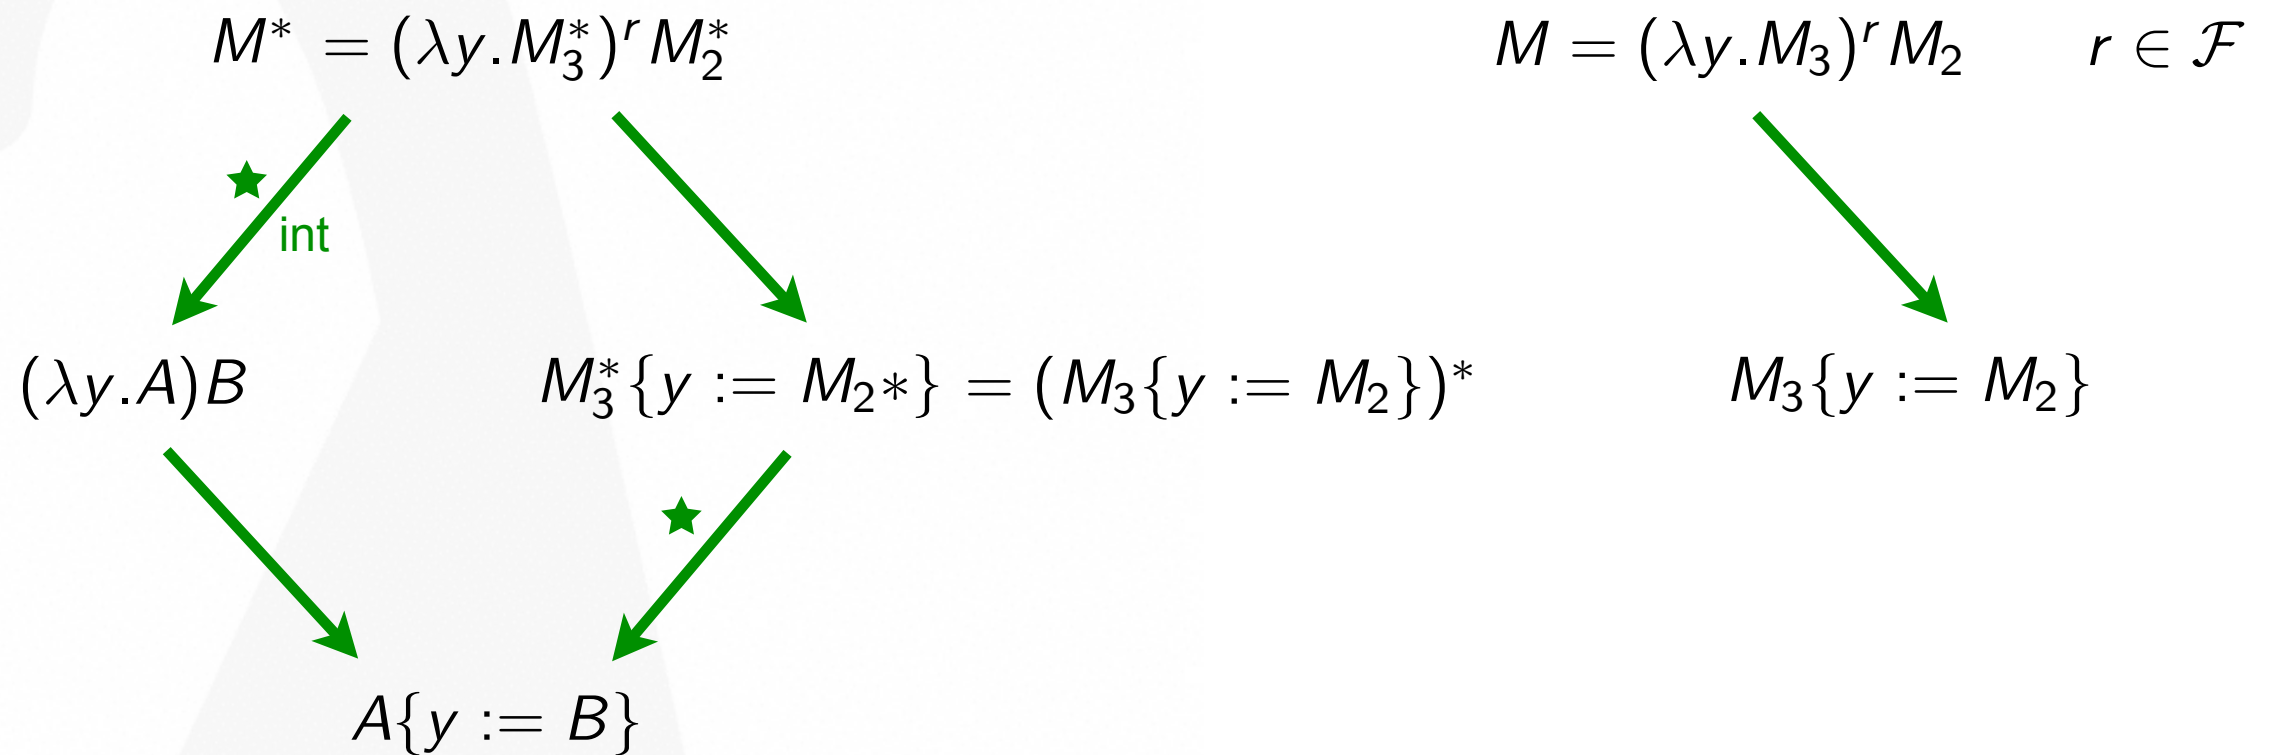 M* = (λy.M₃*)ʳ M₂* M = (λy.M₃)ʳ M₂ r ∈ ℱ
★
int
(λy.A)B M₃*{y := M₂*} = (M₃{y := M₂})* M₃{y := M₂}
★
A{y := B}